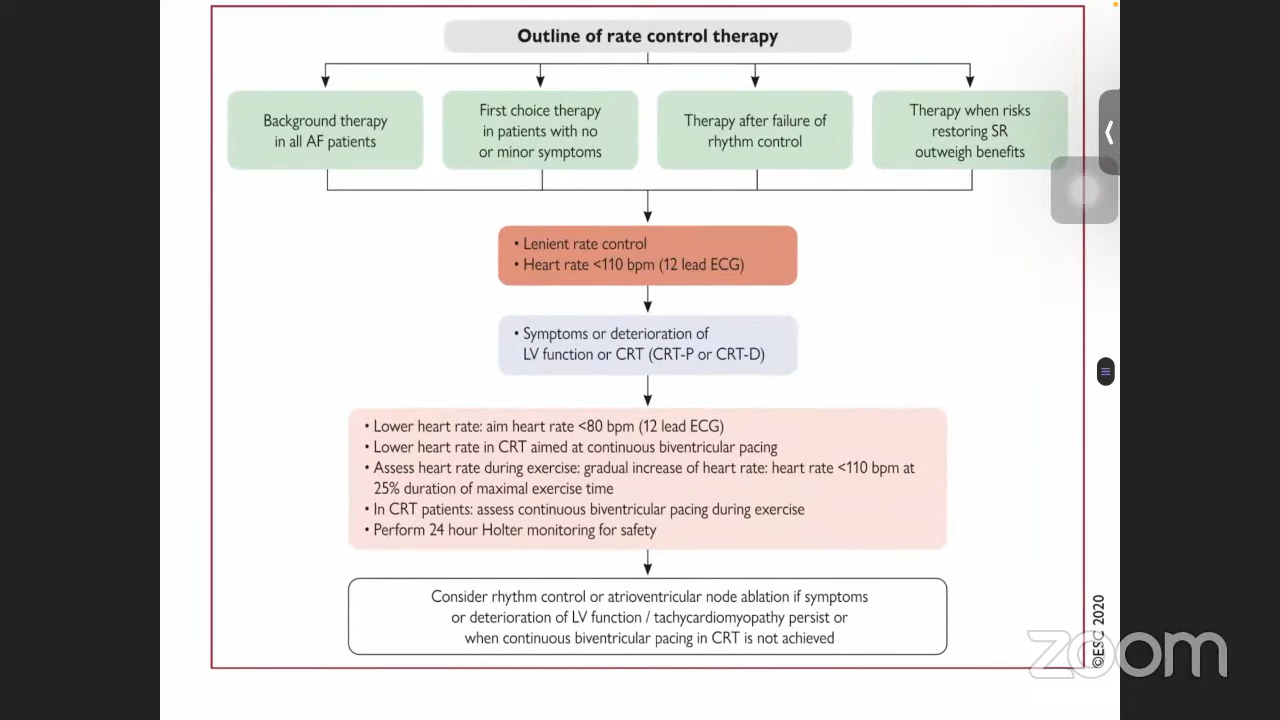 Outline of rate control therapy
Background therapy
in all AF patients
First choice therapy
in patients with no
or minor symptoms
Therapy after failure of
rhythm control
Therapy when risks
restoring SR
outweigh benefits
• Lenient rate control
• Heart rate <110 bpm (12 lead ECG)
• Symptoms or deterioration of
LV function or CRT (CRT-P or CRT-D)
• Lower heart rate: aim heart rate <80 bpm (12 lead ECG)
• Lower heart rate in CRT aimed at continuous biventricular pacing
• Assess heart rate during exercise: gradual increase of heart rate: heart rate <110 bpm at
25% duration of maximal exercise time
• In CRT patients: assess continuous biventricular pacing during exercise
• Perform 24 hour Holter monitoring for safety
Consider rhythm control or atrioventricular node ablation if symptoms
or deterioration of LV function / tachycardiomyopathy persist or
when continuous biventricular pacing in CRT is not achieved
©ESC 2020
zoom